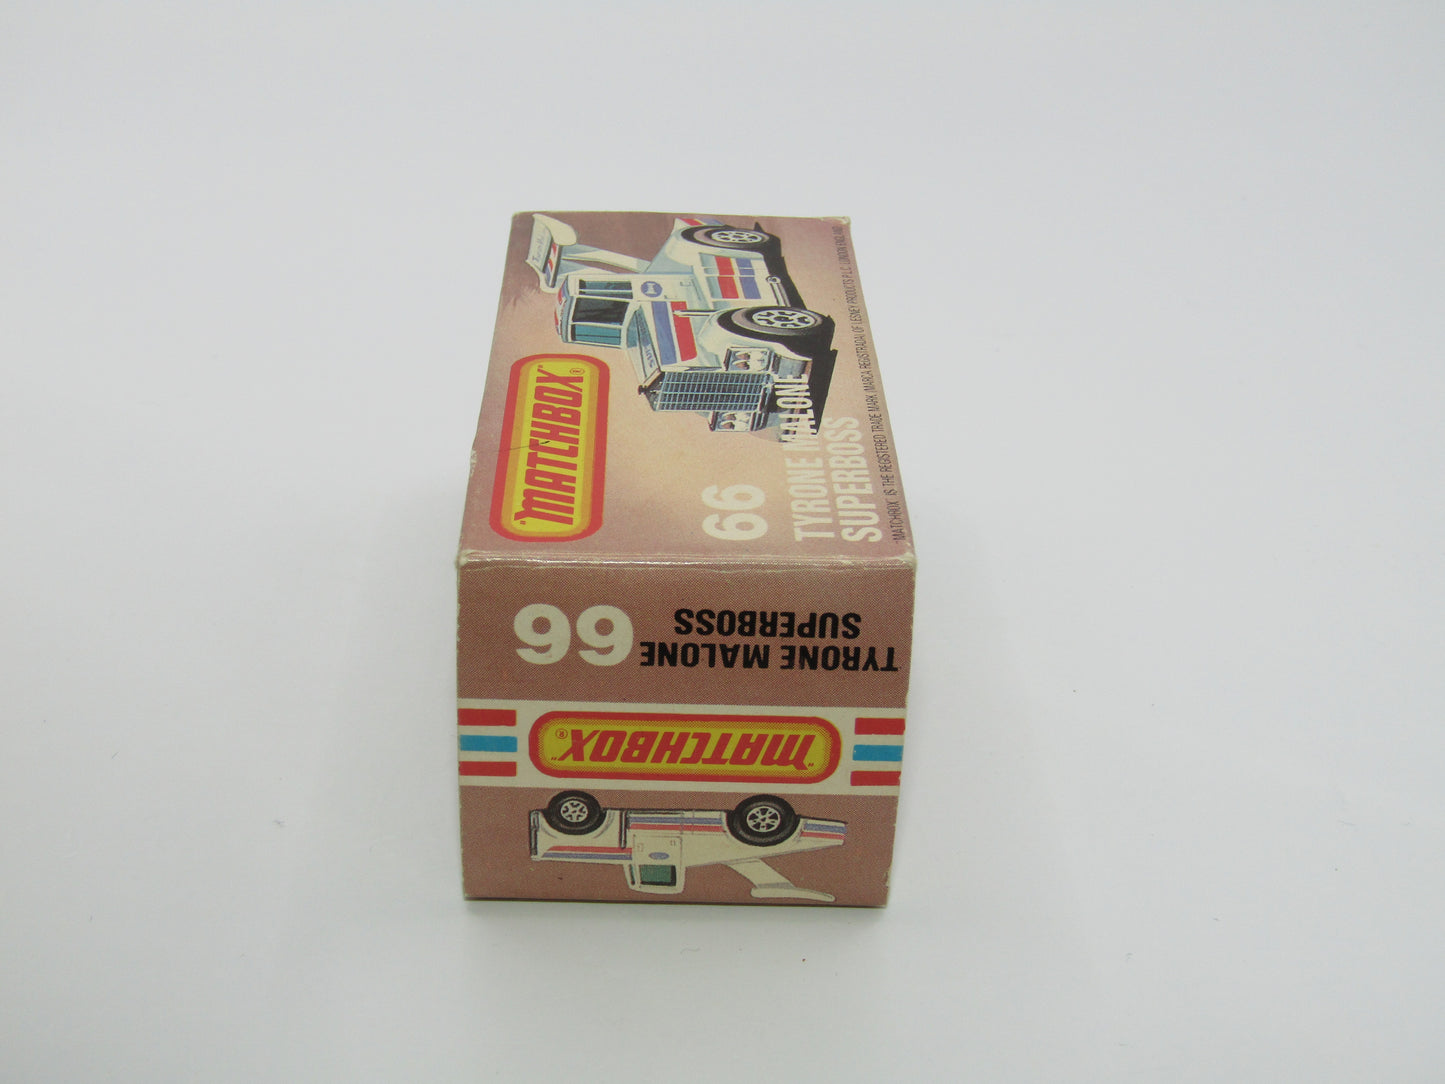 "MATCHBOX"®
66
TYRONE MALONE
SUPERBOSS
"MATCHBOX" IS THE REGISTERED TRADE MARK (MARCA REGISTRADA) OF LESNEY PRODUCTS P.L.C. LONDON ENGLAND
66
TYRONE MALONE
SUPERBOSS
"MATCHBOX"®